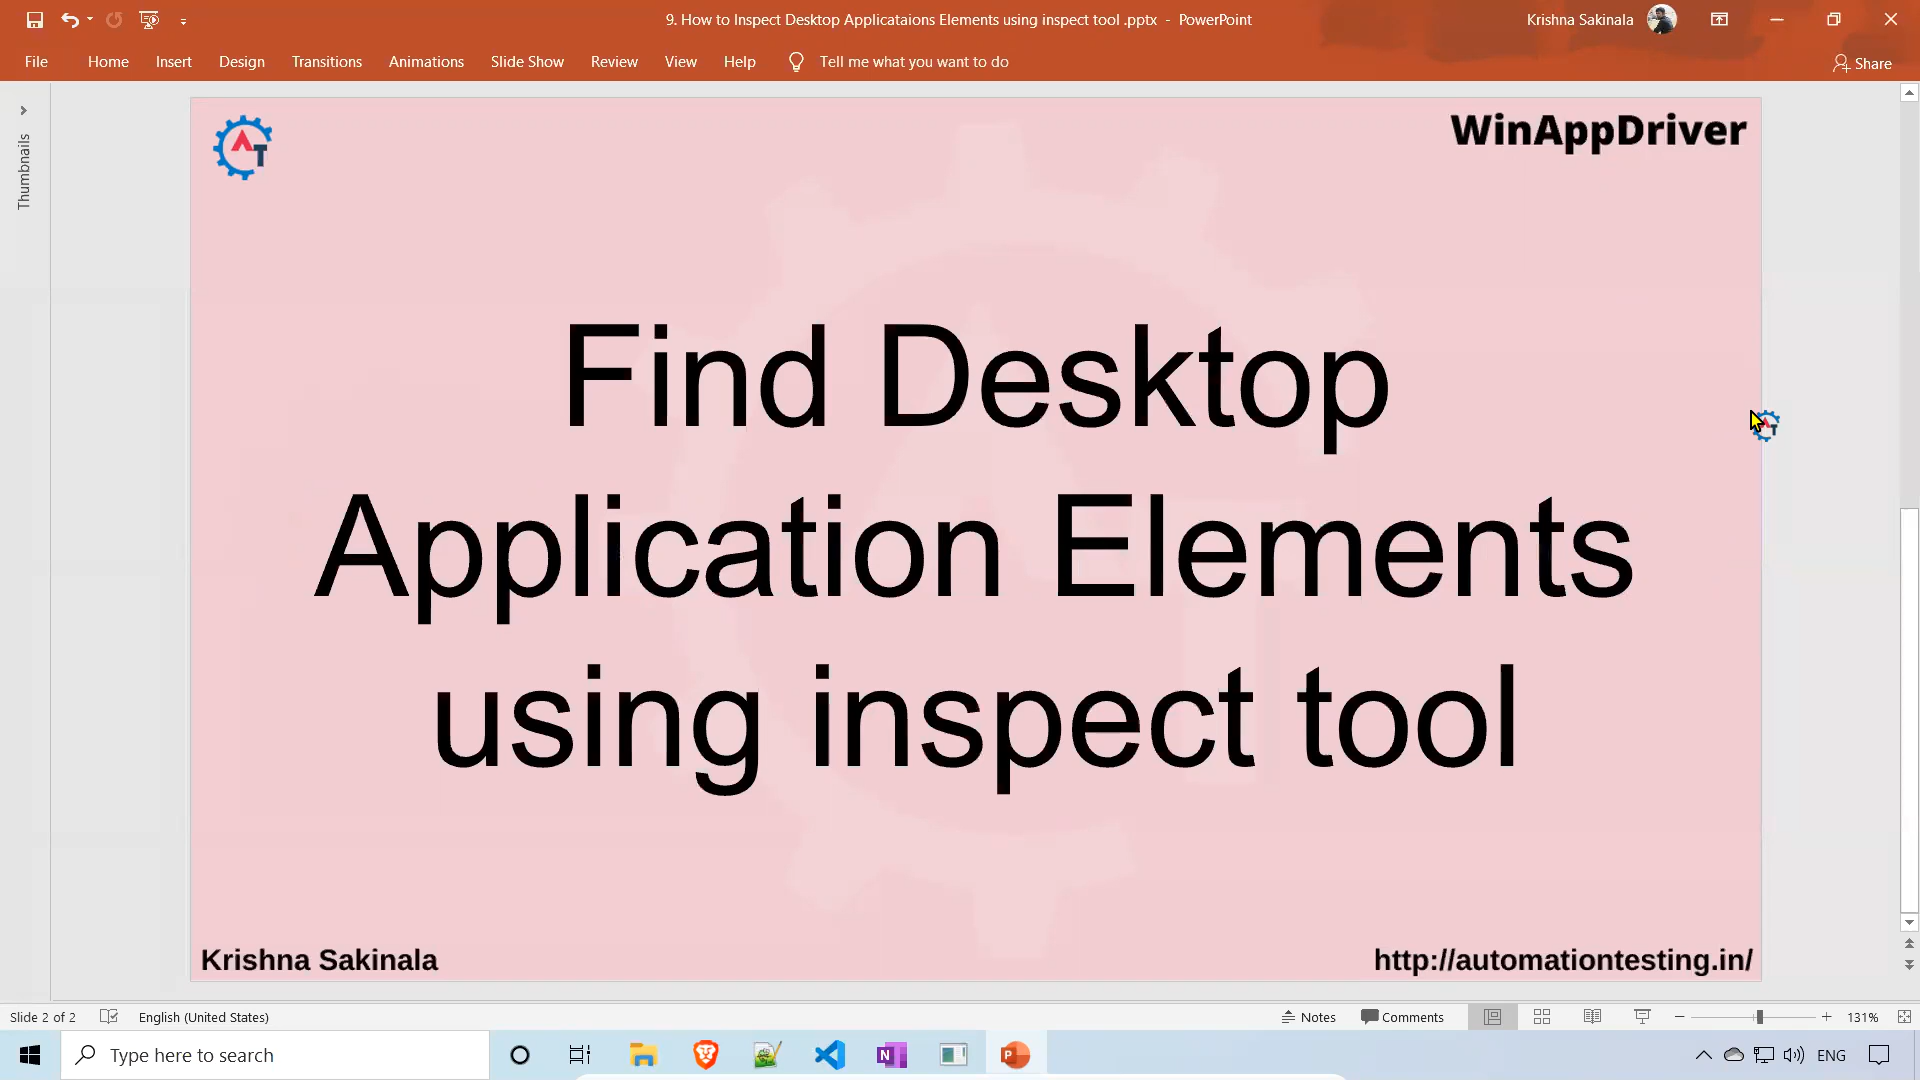 9. How to Inspect Desktop Applicataions Elements using inspect tool .pptx - PowerPoint
Krishna Sakinala
File Home Insert Design Transitions Animations Slide Show Review View Help Tell me what you want to do
Share
Thumbnails
AT
WinAppDriver
Find Desktop
Application Elements
using inspect tool
Krishna Sakinala
http://automationtesting.in/
Slide 2 of 2 English (United States) Notes Comments 131%
Type here to search
ENG